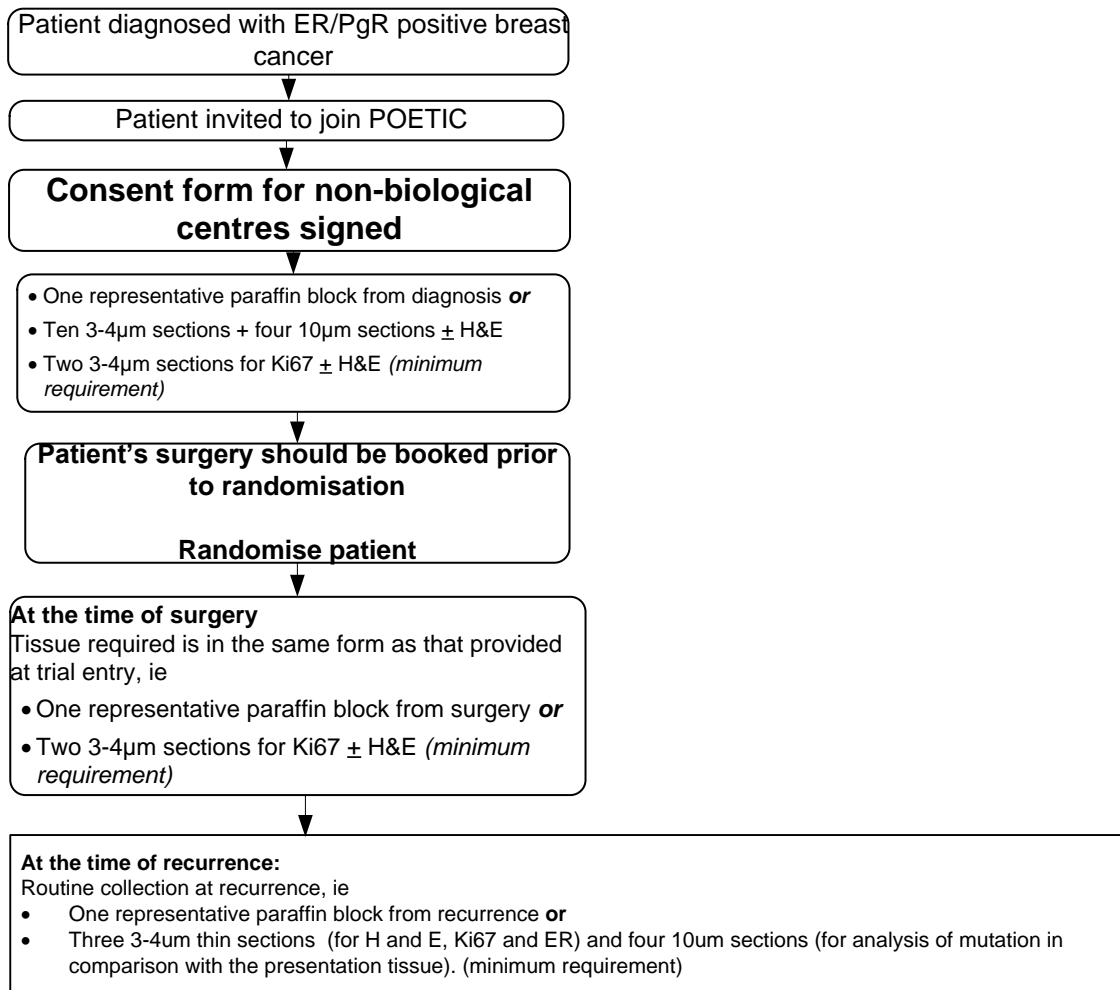 Patient diagnosed with ER/PgR positive breast
cancer
Patient invited to join POETIC
Consent form for non-biological
centres signed
• One representative paraffin block from diagnosis or
• Ten 3-4µm sections + four 10µm sections ± H&E
• Two 3-4µm sections for Ki67 ± H&E (minimum
requirement)
Patient’s surgery should be booked prior
to randomisation
Randomise patient
At the time of surgery
Tissue required is in the same form as that provided
at trial entry, ie
• One representative paraffin block from surgery or
• Two 3-4µm sections for Ki67 ± H&E (minimum
requirement)
At the time of recurrence:
Routine collection at recurrence, ie
• One representative paraffin block from recurrence or
• Three 3-4um thin sections (for H and E, Ki67 and ER) and four 10um sections (for analysis of mutation in
comparison with the presentation tissue). (minimum requirement)